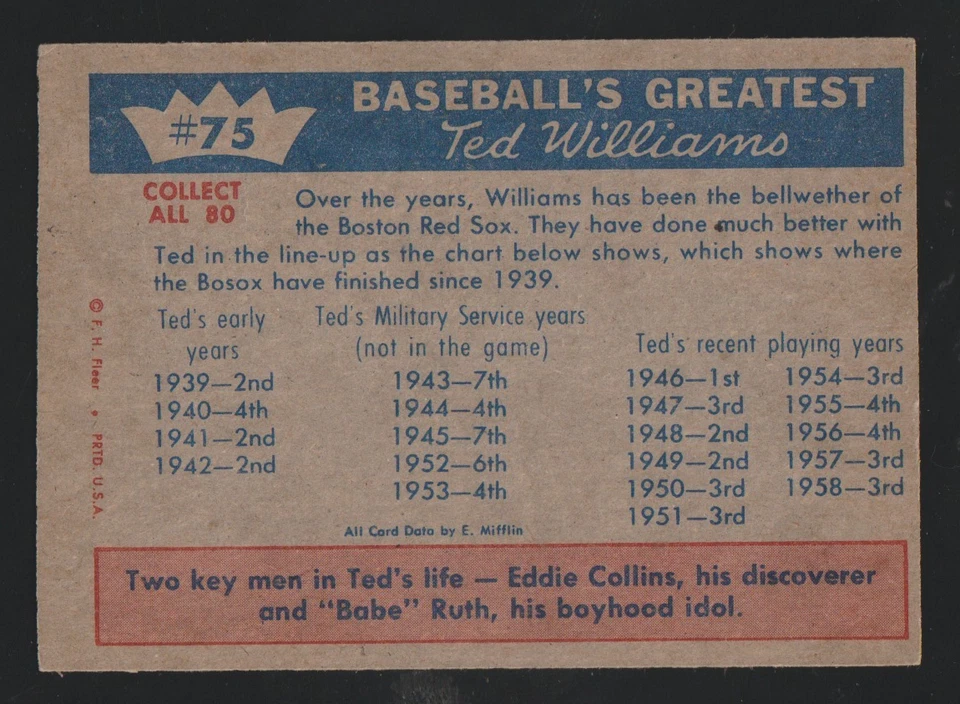 #75
BASEBALL'S GREATEST
Ted Williams
COLLECT
ALL 80
Over the years, Williams has been the bellwether of
the Boston Red Sox. They have done much better with
Ted in the line-up as the chart below shows, which shows where
the Bosox have finished since 1939.
Ted's early
years
1939—2nd
1940—4th
1941—2nd
1942—2nd
Ted's Military Service years
(not in the game)
1943—7th
1944—4th
1945—7th
1952—6th
1953—4th
Ted's recent playing years
1946—1st 1954—3rd
1947—3rd 1955—4th
1948—2nd 1956—4th
1949—2nd 1957—3rd
1950—3rd 1958—3rd
1951—3rd
All Card Data by E. Mifflin
© F. H. Fleer • PRTD. U.S.A.
Two key men in Ted's life — Eddie Collins, his discoverer
and "Babe" Ruth, his boyhood idol.